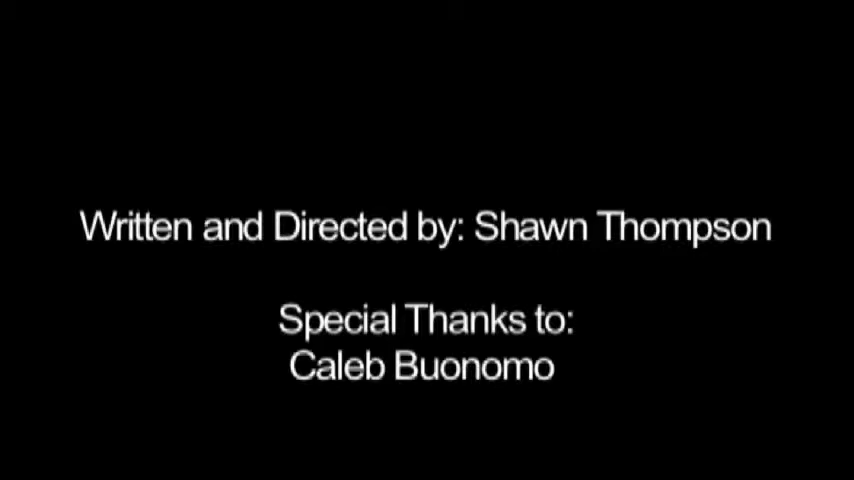 Written and Directed by: Shawn Thompson
Special Thanks to:
Caleb Buonomo